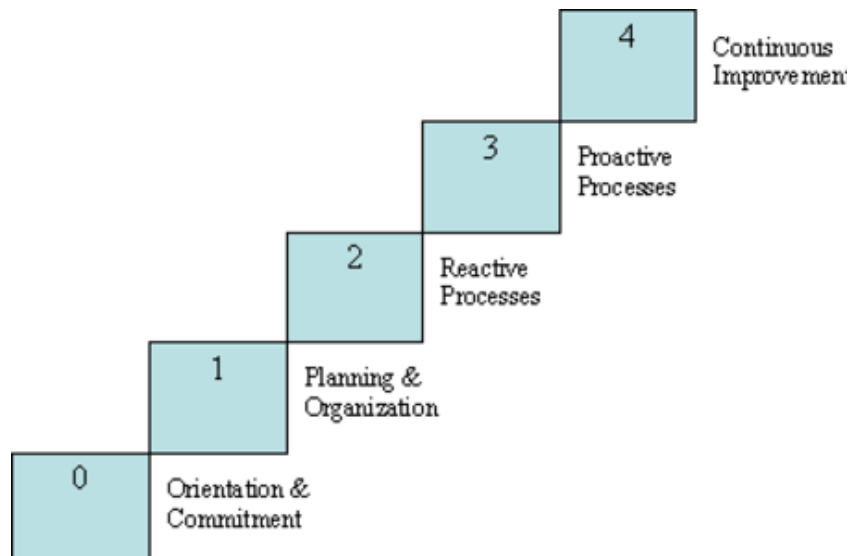 4
Continuous
Improvement
3
Proactive
Processes
2
Reactive
Processes
1
Planning &
Organization
0
Orientation &
Commitment